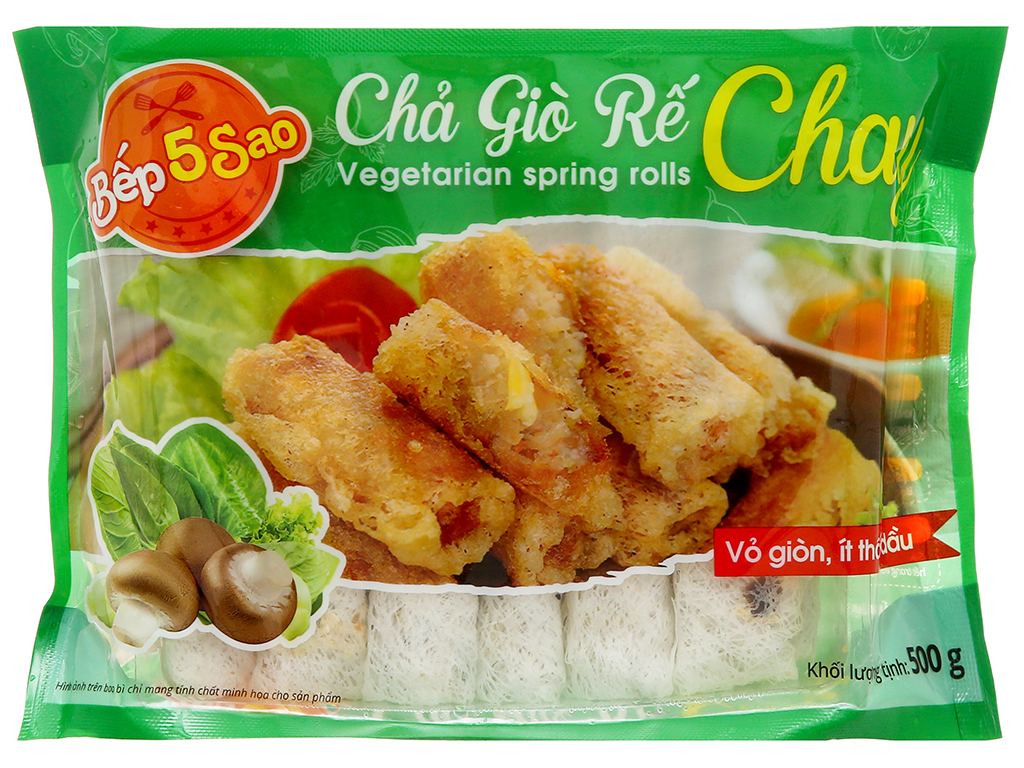 Bếp 5 Sao
Chả Giò Rế Chay
Vegetarian spring rolls
Vỏ giòn, ít
dầu
Khối lượng tịnh: 500 g
Hình ảnh trên bao bì chỉ mang tính chất minh họa cho sản phẩm